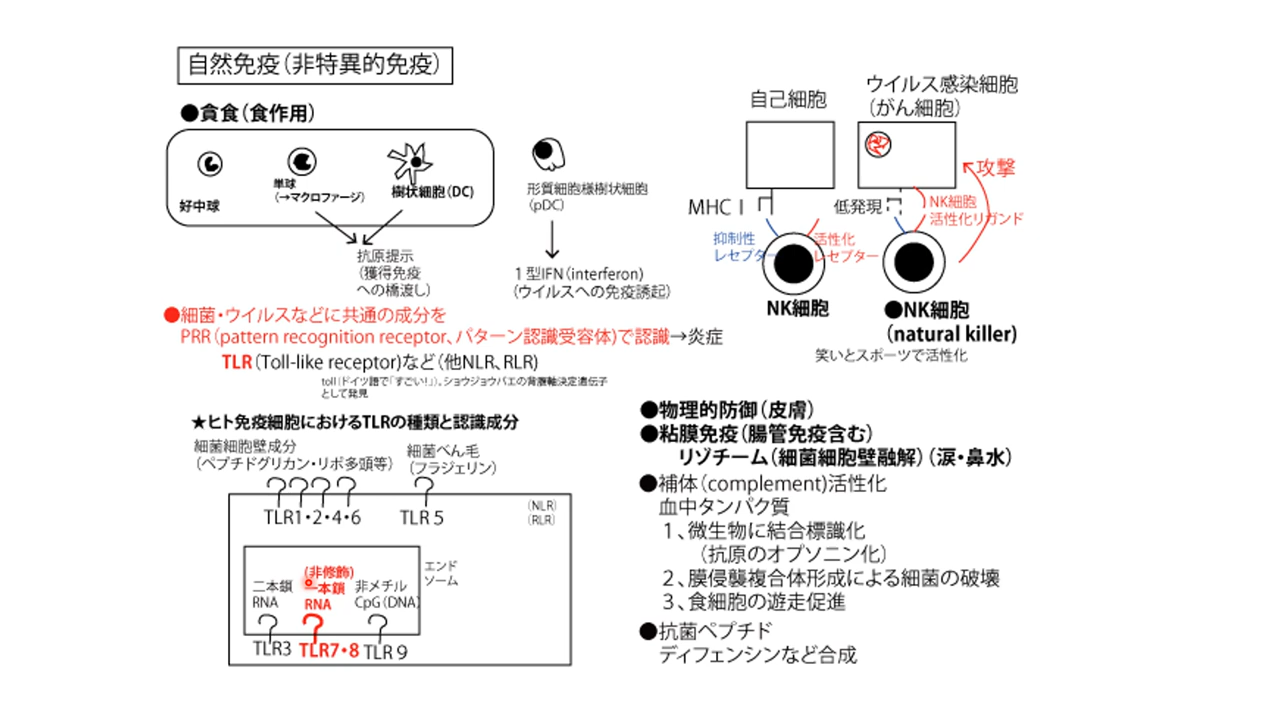 自然免疫（非特異的免疫）
●貪食（食作用）
好中球
単球
（→マクロファージ）
樹状細胞（DC）
抗原提示
（獲得免疫
への橋渡し）
形質細胞様樹状細胞
（pDC）
１型IFN（interferon）
（ウイルスへの免疫誘起）
自己細胞
ウイルス感染細胞
（がん細胞）
攻撃
MHC Ⅰ
低発現
NK細胞
活性化リガンド
抑制性
レセプター
活性化
レセプター
NK細胞
●NK細胞
（natural killer）
笑いとスポーツで活性化
●細菌・ウイルスなどに共通の成分を
PRR（pattern recognition receptor、パターン認識受容体）で認識→炎症
TLR（Toll-like receptor)など（他NLR、RLR）
toll（ドイツ語で「すごい！」）。ショウジョウバエの背腹軸決定遺伝子
として発見
★ヒト免疫細胞におけるTLRの種類と認識成分
細菌細胞壁成分
（ペプチドグリカン・リポ多頭等）
細菌べん毛
（フラジェリン）
TLR1・2・4・6
TLR 5
（NLR）
（RLR）
エンド
ソーム
二本鎖
RNA
（非修飾）
一本鎖
RNA
非メチル
CpG（DNA）
TLR3
TLR7・8
TLR 9
●物理的防御（皮膚）
●粘膜免疫（腸管免疫含む）
リゾチーム（細菌細胞壁融解）（涙・鼻水）
●補体（complement)活性化
血中タンパク質
１、微生物に結合標識化
（抗原のオプソニン化）
２、膜侵襲複合体形成による細菌の破壊
３、食細胞の遊走促進
●抗菌ペプチド
ディフェンシンなど合成